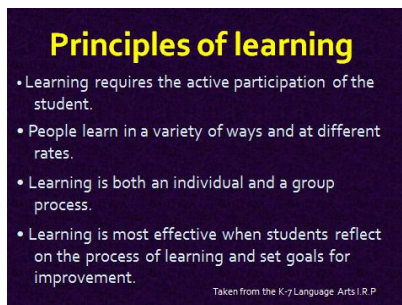 Principles of learning
• Learning requires the active participation of the
student.
• People learn in a variety of ways and at different
rates.
• Learning is both an individual and a group
process.
• Learning is most effective when students reflect
on the process of learning and set goals for
improvement.
Taken from the K-7 Language Arts I.R.P